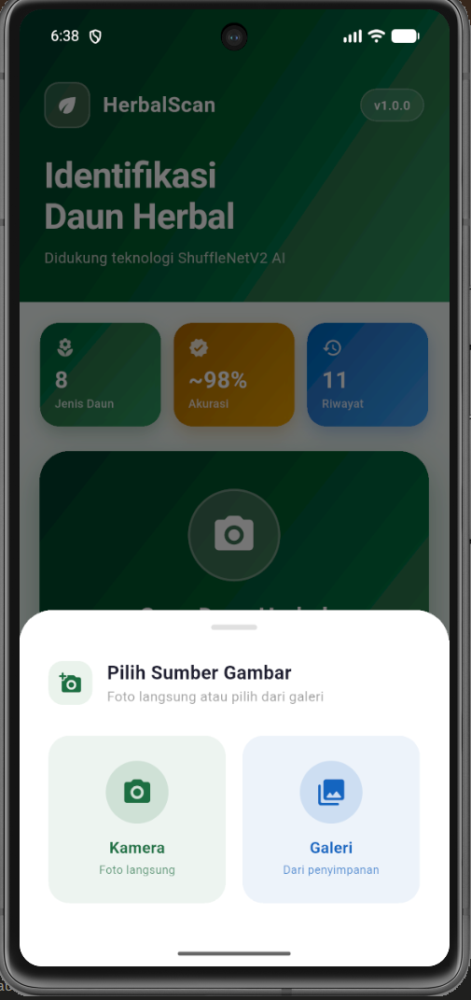 6:38
HerbalScan
v1.0.0
Identifikasi
Daun Herbal
Didukung teknologi ShuffleNetV2 AI
8
~98%
11
Jenis Daun
Akurasi
Riwayat
Pilih Sumber Gambar
Foto langsung atau pilih dari galeri
Kamera
Galeri
Foto langsung
Dari penyimpanan